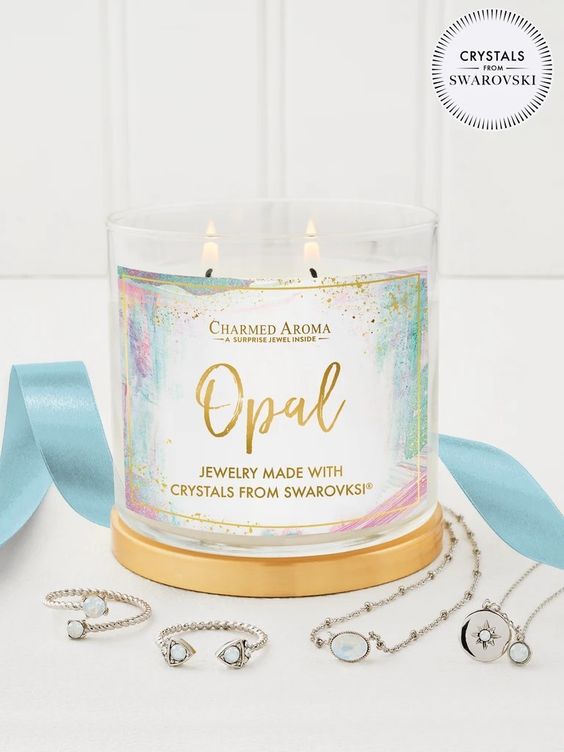 CRYSTALS
FROM
SWAROVSKI
CHARMED AROMA
A SURPRISE JEWEL INSIDE
Opal
JEWELRY MADE WITH
CRYSTALS FROM SWAROVKSI®